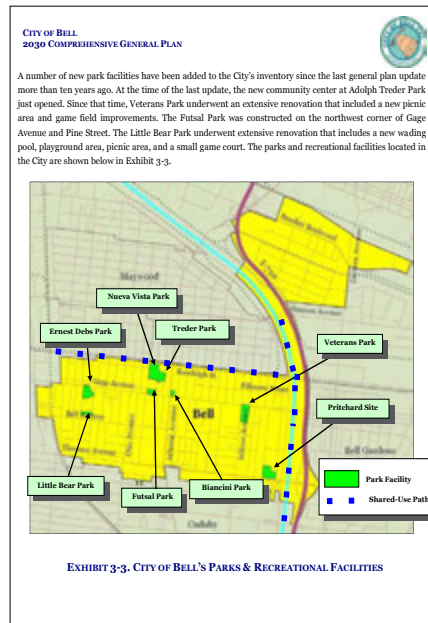 CITY OF BELL
2030 COMPREHENSIVE GENERAL PLAN
A number of new park facilities have been added to the City's inventory since the last general plan update
more than ten years ago. At the time of the last update, the new community center at Adolph Treder Park
just opened. Since that time, Veterans Park underwent an extensive renovation that included a new picnic
area and game field improvements. The Futsal Park was constructed on the northwest corner of Gage
Avenue and Pine Street. The Little Bear Park underwent extensive renovation that includes a new wading
pool, playground area, picnic area, and a small game court. The parks and recreational facilities located in
the City are shown below in Exhibit 3-3.
Maywood
Nueva Vista Park
Treder Park
Ernest Debs Park
Veterans Park
Gage Avenue
Bell
Pritchard Site
Bell Gardens
Little Bear Park
Futsal Park
Biancini Park
Park Facility
Shared-Use Path
Cudahy
EXHIBIT 3-3. CITY OF BELL'S PARKS & RECREATIONAL FACILITIES